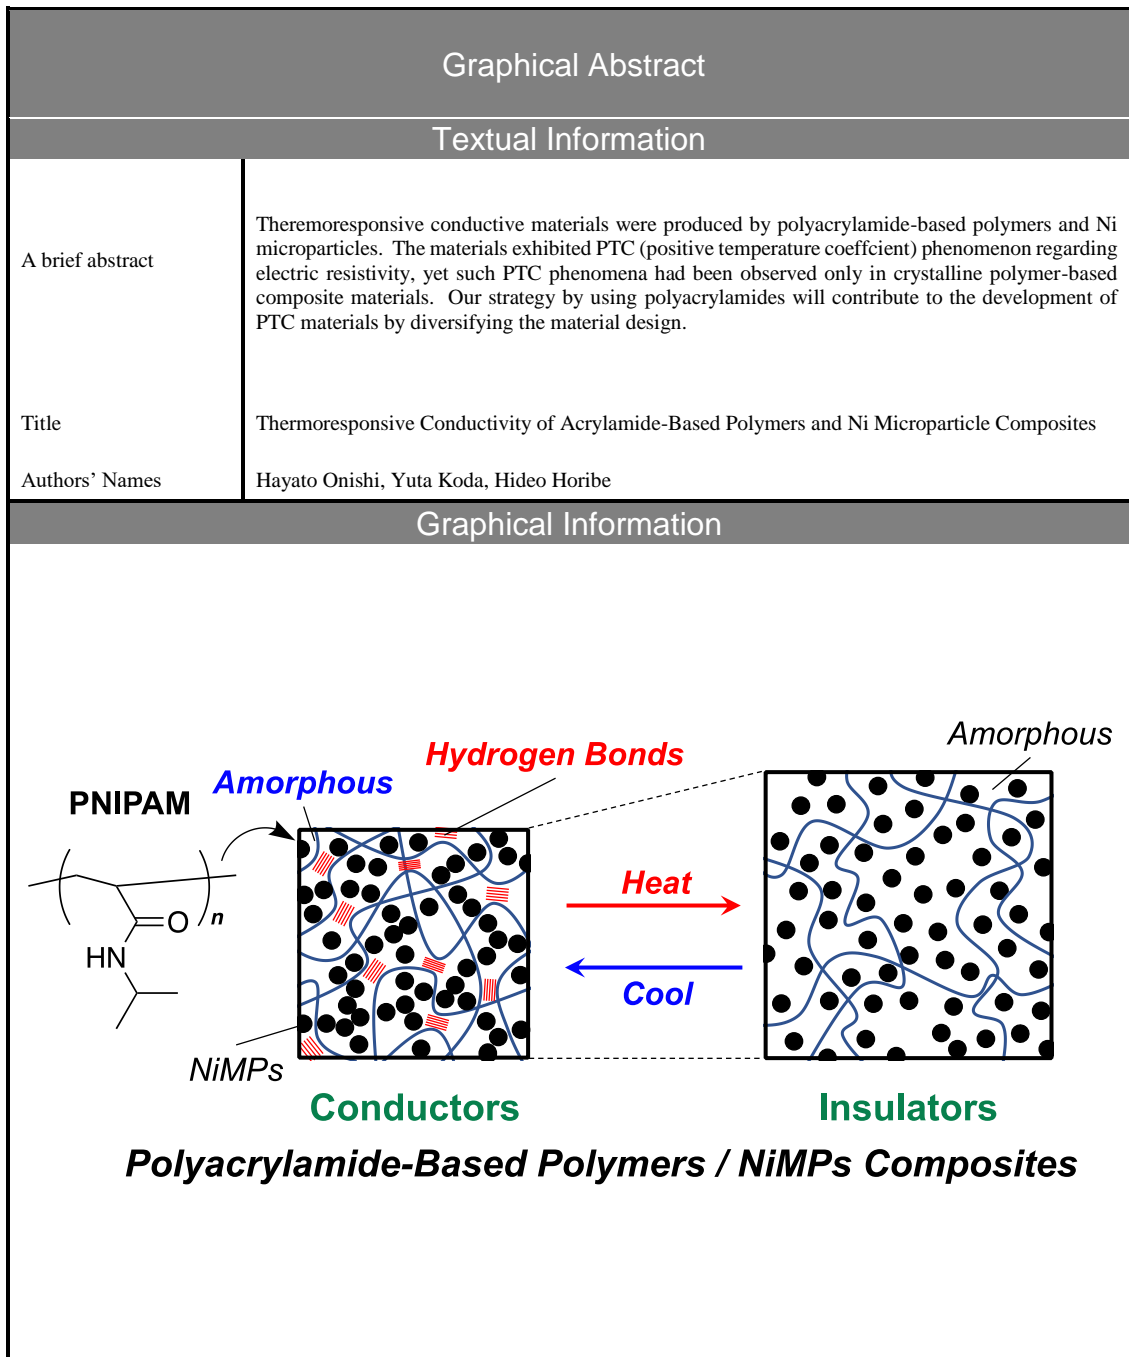 Graphical Abstract
Textual Information
A brief abstract
Theremoresponsive conductive materials were produced by polyacrylamide-based polymers and Ni
microparticles. The materials exhibited PTC (positive temperature coeffcient) phenomenon regarding
electric resistivity, yet such PTC phenomena had been observed only in crystalline polymer-based
composite materials. Our strategy by using polyacrylamides will contribute to the development of
PTC materials by diversifying the material design.
Title
Thermoresponsive Conductivity of Acrylamide-Based Polymers and Ni Microparticle Composites
Authors’ Names
Hayato Onishi, Yuta Koda, Hideo Horibe
Graphical Information
Amorphous
Hydrogen Bonds
Amorphous
PNIPAM
Heat
O
n
HN
Cool
NiMPs
Conductors
Insulators
Polyacrylamide-Based Polymers / NiMPs Composites